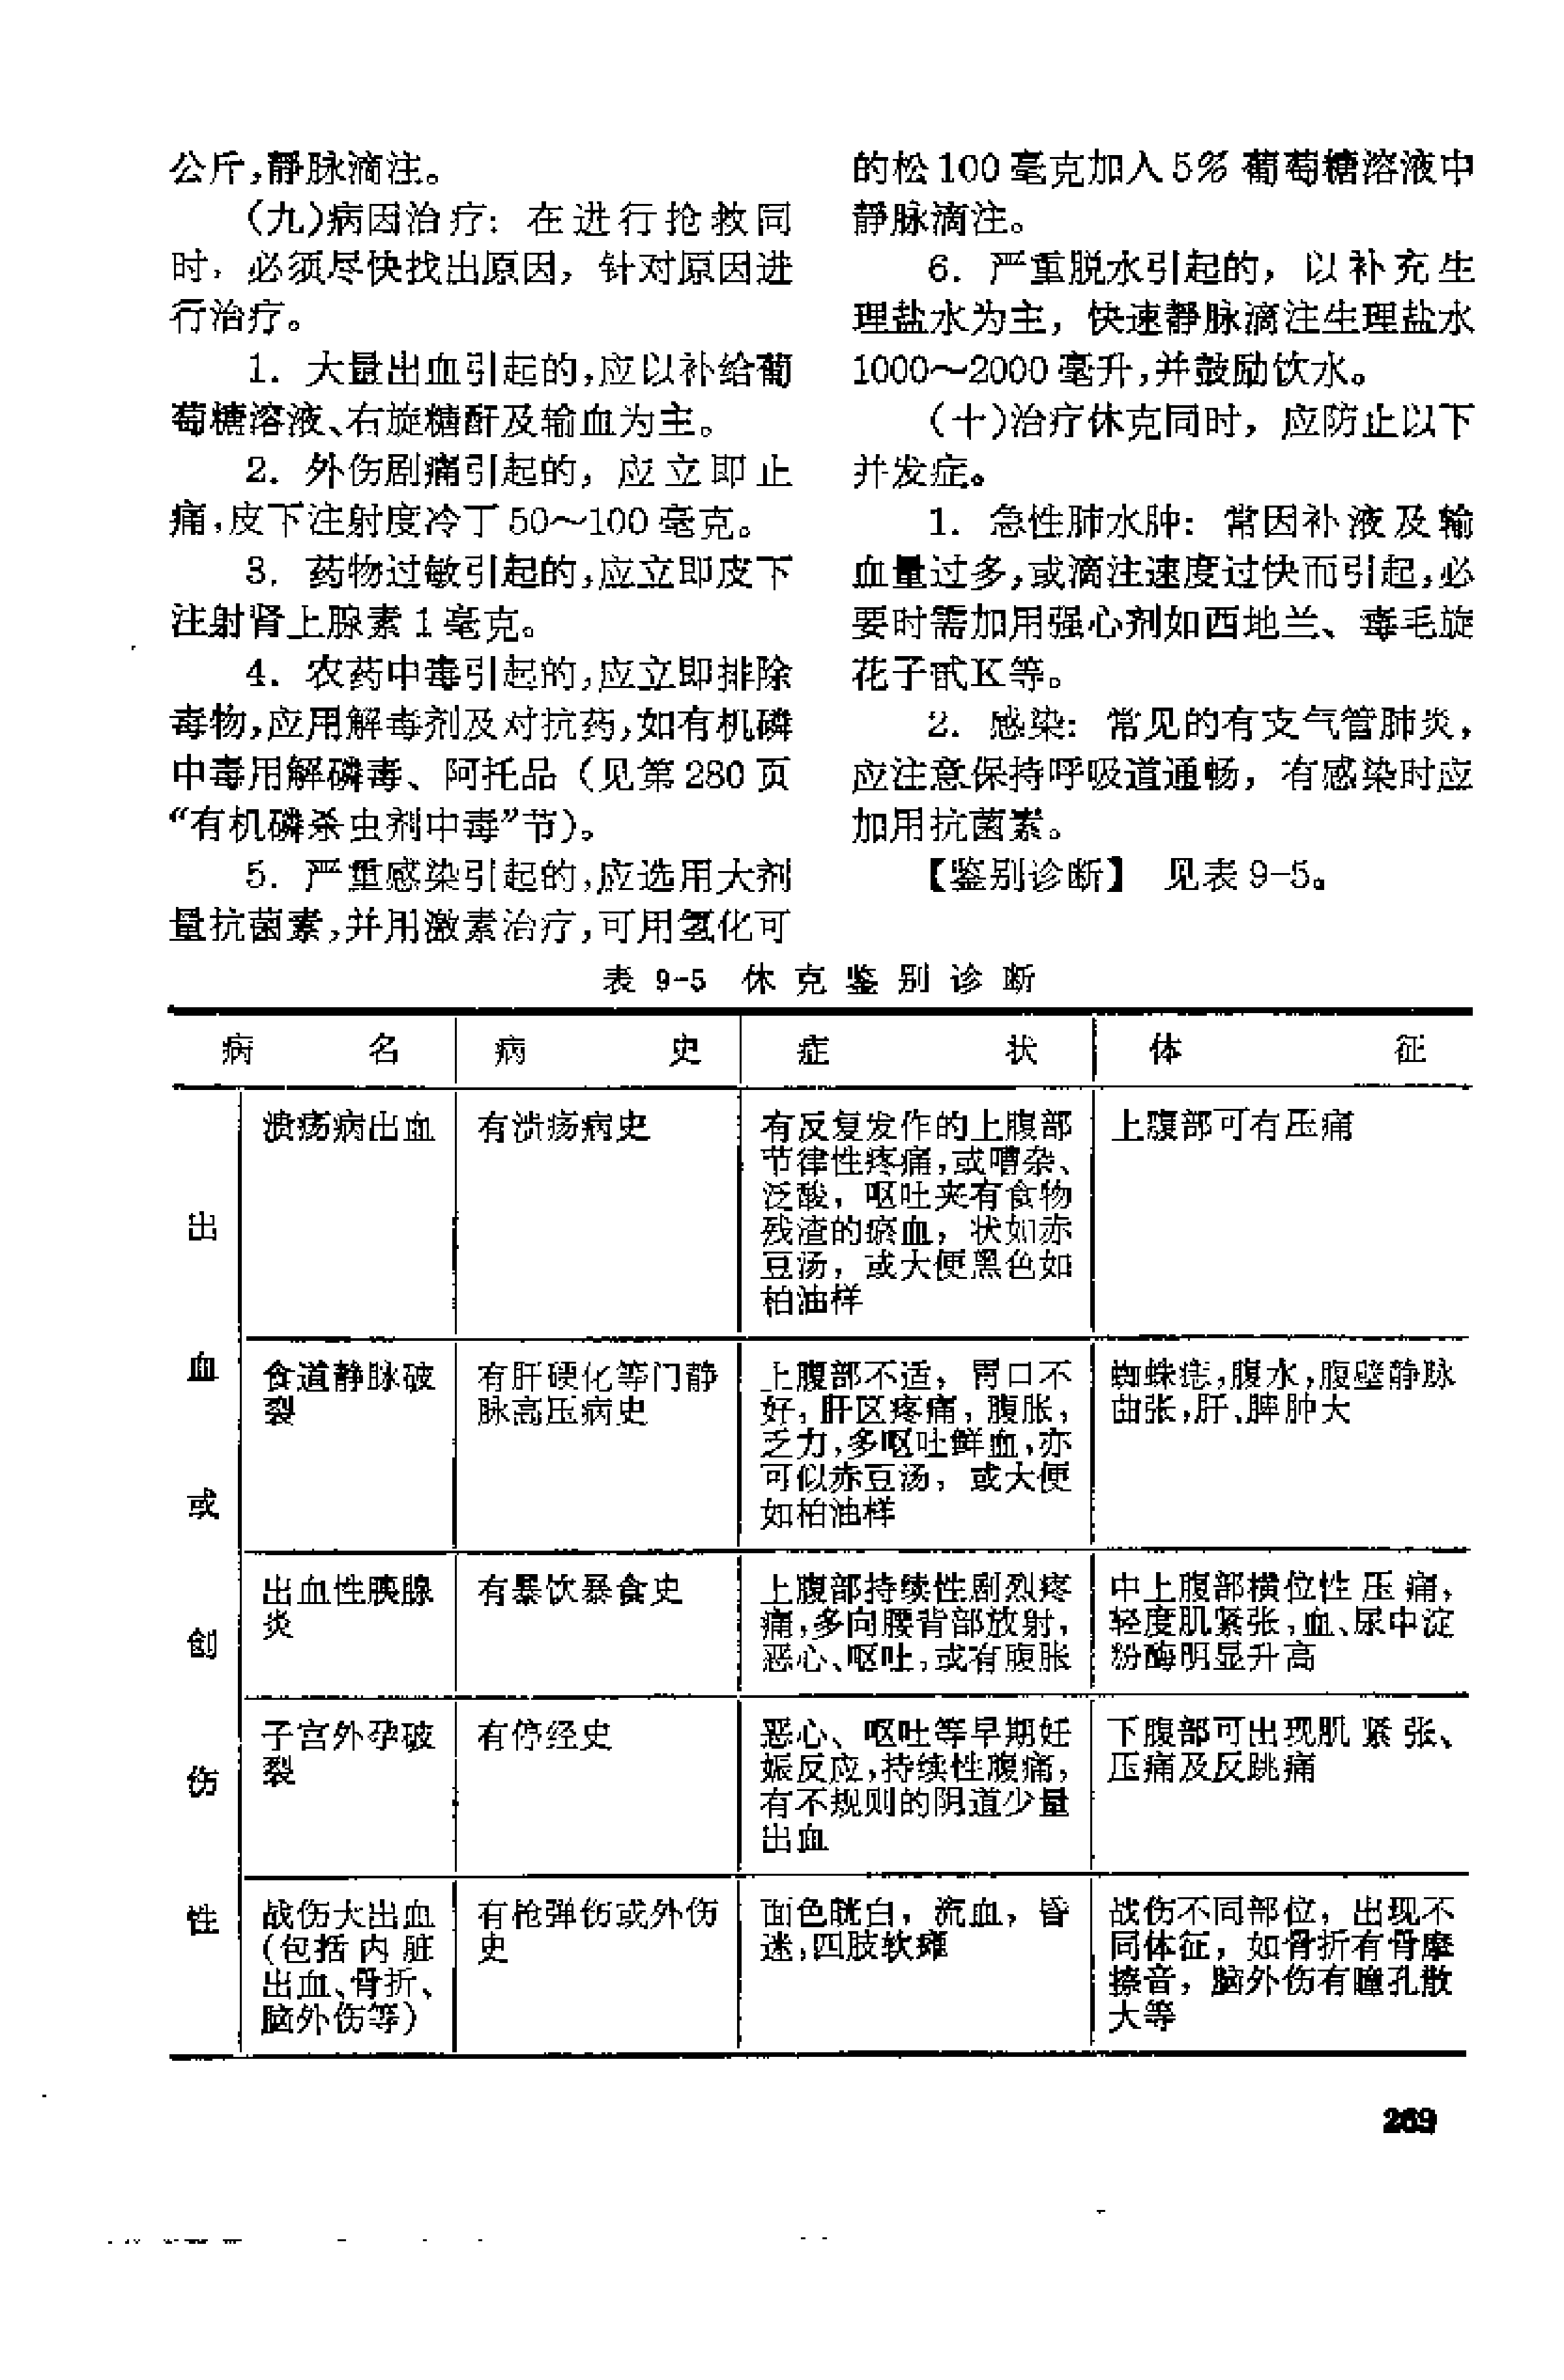 公斤,静脉滴注。
(九)病因治疗: 在进行抢救同
时，必须尽快找出原因，针对原因进
行治疗。
1. 大量出血引起的,应以补给葡
萄糖溶液、右旋糖酐及输血为主。
2. 外伤剧痛引起的，应立即止
痛,皮下注射度冷丁50～100毫克。
3. 药物过敏引起的,应立即皮下
注射肾上腺素1毫克。
4. 农药中毒引起的,应立即排除
毒物,应用解毒剂及对抗药,如有机磷
中毒用解磷毒、阿托品（见第280页
“有机磷杀虫剂中毒”节)。
5. 严重感染引起的,应选用大剂
量抗菌素,并用激素治疗,可用氢化可
的松100毫克加入5%葡萄糖溶液中
静脉滴注。
6. 严重脱水引起的，以补充生
理盐水为主，快速静脉滴注生理盐水
1000～2000毫升,并鼓励饮水。
(十)治疗休克同时，应防止以下
并发症。
1. 急性肺水肿: 常因补液及输
血量过多,或滴注速度过快而引起,必
要时需加用强心剂如西地兰、毒毛旋
花子甙K等。
2. 感染: 常见的有支气管肺炎，
应注意保持呼吸道通畅，有感染时应
加用抗菌素。
【鉴别诊断】 见表9-5。
表 9-5 休克鉴别诊断
病名 病史 症状 体征
出血或创伤性
溃疡病出血
有溃疡病史
有反复发作的上腹部
节律性疼痛,或嘈杂、
泛酸，呕吐夹有食物
残渣的瘀血，状如赤
豆汤，或大便黑色如
柏油样
上腹部可有压痛
食道静脉破
裂
有肝硬化等门静
脉高压病史
上腹部不适，胃口不
好，肝区疼痛，腹胀，
乏力,多呕吐鲜血,亦
可似赤豆汤，或大便
如柏油样
蜘蛛痣,腹水,腹壁静脉
曲张,肝、脾肿大
出血性胰腺
炎
有暴饮暴食史
上腹部持续性剧烈疼
痛,多向腰背部放射，
恶心、呕吐,或有腹胀
中上腹部横位性压痛，
轻度肌紧张,血、尿中淀
粉酶明显升高
子宫外孕破
裂
有停经史
恶心、呕吐等早期妊
娠反应,持续性腹痛，
有不规则的阴道少量
出血
下腹部可出现肌紧张、
压痛及反跳痛
战伤大出血
(包括内脏
出血、骨折、
脑外伤等)
有枪弹伤或外伤
史
面色㿠白，流血，昏
迷,四肢软瘫
战伤不同部位，出现不
同体征，如骨折有骨摩
擦音，脑外伤有瞳孔散
大等
269